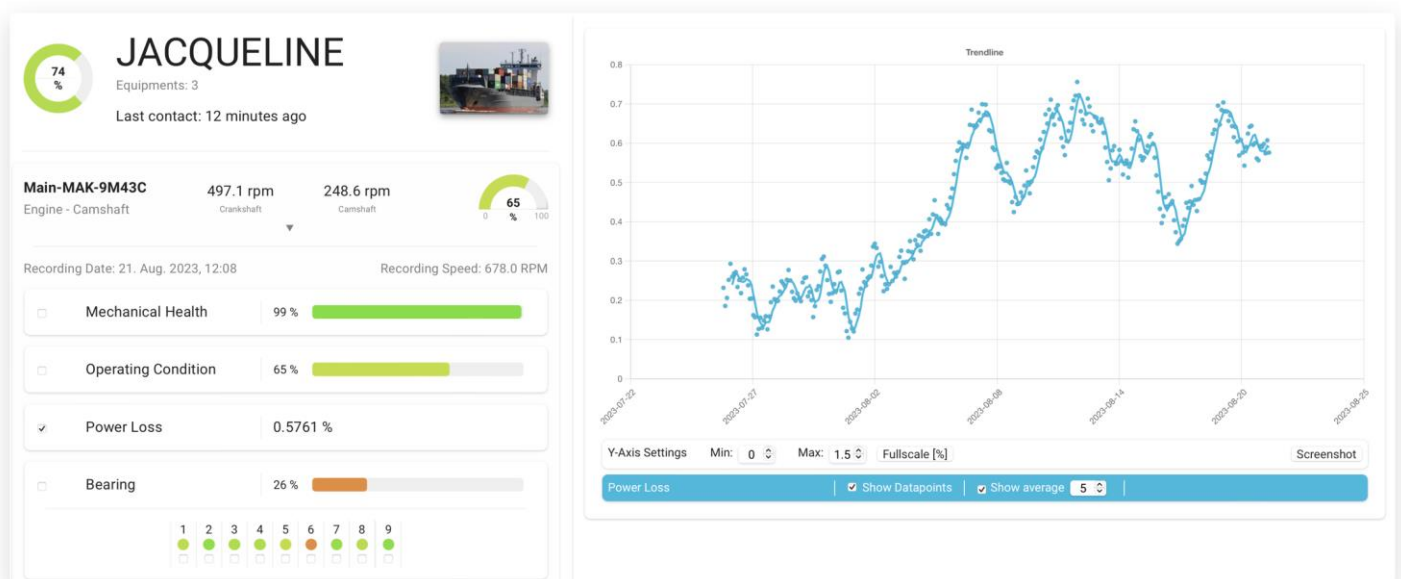 74
%
JACQUELINE
Equipments: 3
Last contact: 12 minutes ago
Main-MAK-9M43C
Engine - Camshaft
497.1 rpm
Crankshaft
248.6 rpm
Camshaft
65
0 % 100
Recording Date: 21. Aug. 2023, 12:08 Recording Speed: 678.0 RPM
Mechanical Health 99 %
Operating Condition 65 %
Power Loss 0.5761 %
Bearing 26 %
1 2 3 4 5 6 7 8 9
Trendline
0.8
0.7
0.6
0.5
0.4
0.3
0.2
0.1
0
2023-07-22 2023-07-27 2023-08-02 2023-08-08 2023-08-14 2023-08-20 2023-08-25
Y-Axis Settings Min: 0 Max: 1.5 Fullscale [%] Screenshot
Power Loss Show Datapoints Show average 5